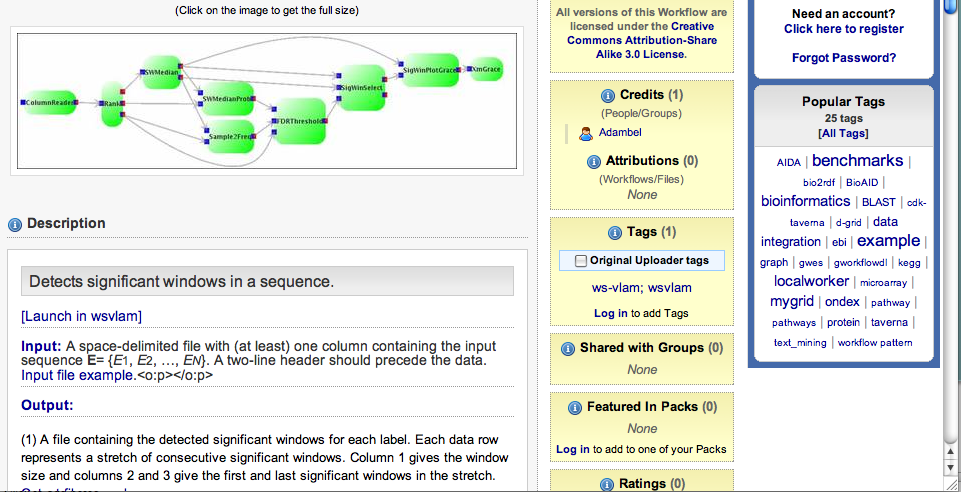 (Click on the image to get the full size)
ColumnReader
Rank
SWMedian
SWMedianProb
Sample2Freq
FDRThreshold
SigWinSelect
SigWinPlotGrace
XmGrace
Description
Detects significant windows in a sequence.
[Launch in wsvlam]
Input: A space-delimited file with (at least) one column containing the input
sequence E= {E1, E2, ..., EN}. A two-line header should precede the data.
Input file example.<o:p></o:p>
Output:
(1) A file containing the detected significant windows for each label. Each data row
represents a stretch of consecutive significant windows. Column 1 gives the window
size and columns 2 and 3 give the first and last significant windows in the stretch.
All versions of this Workflow are
licensed under the Creative
Commons Attribution-Share
Alike 3.0 License.
Credits (1)
(People/Groups)
Adambel
Attributions (0)
(Workflows/Files)
None
Tags (1)
Original Uploader tags
ws-vlam; wsvlam
Log in to add Tags
Shared with Groups (0)
None
Featured In Packs (0)
None
Log in to add to one of your Packs
Ratings (0)
Need an account?
Click here to register
Forgot Password?
Popular Tags
25 tags
[All Tags]
AIDA | benchmarks |
bio2rdf | BioAID |
bioinformatics | BLAST | cdk-
taverna | d-grid | data
integration | ebi | example |
graph | gwes | gworkflowdl | kegg |
localworker | microarray |
mygrid | ondex | pathway |
pathways | protein | taverna |
text_mining | workflow pattern